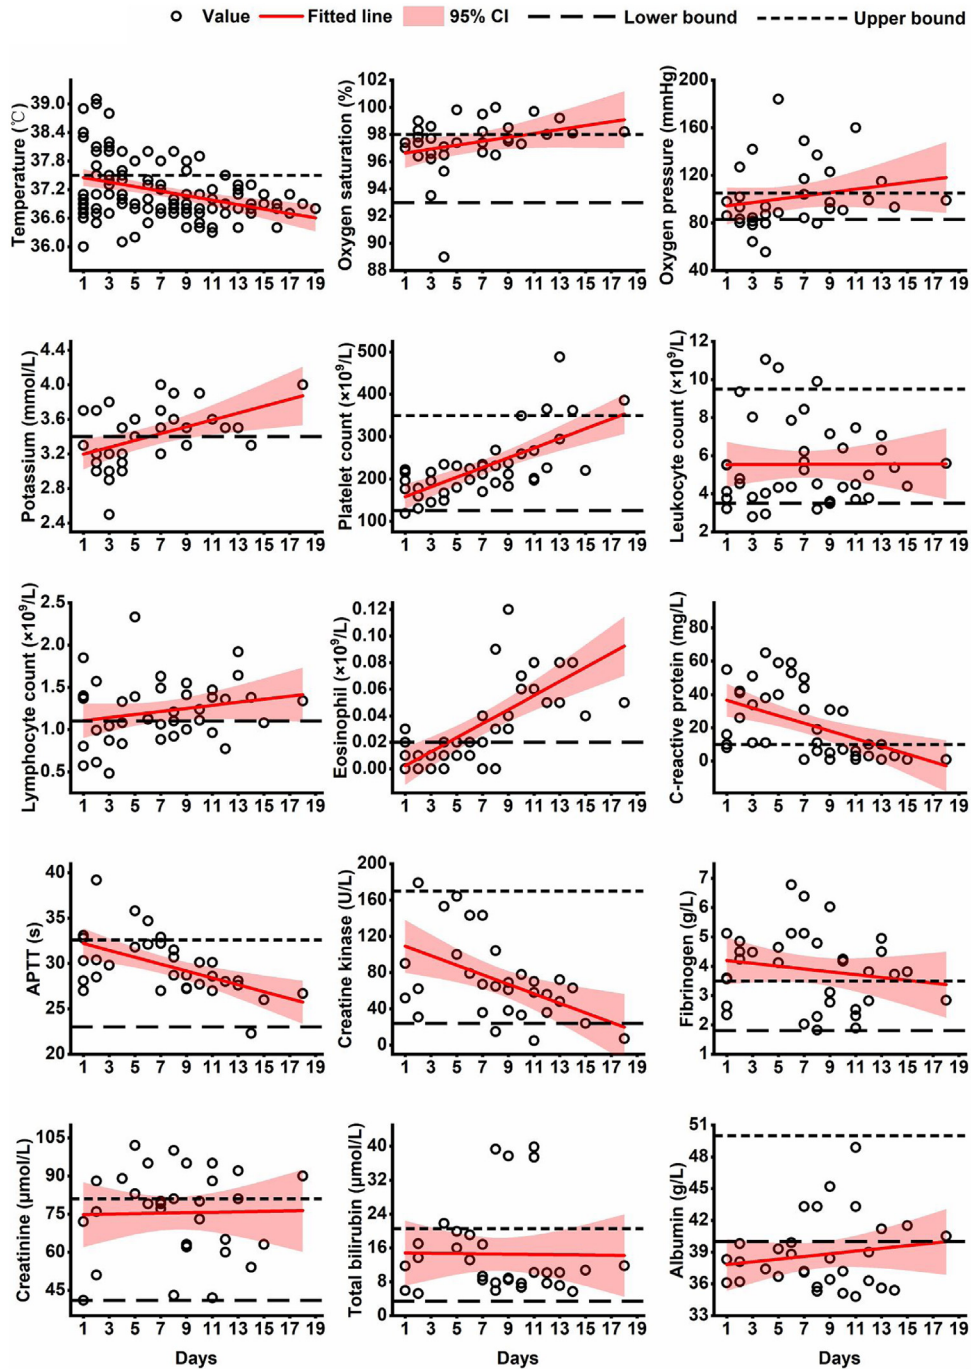 Value Fitted line 95% CI Lower bound Upper bound
Temperature (℃)
39.0
38.4
37.8
37.2
36.6
36.0
1 3 5 7 9 11 13 15 17 19
Oxygen saturation (%)
102
100
98
96
94
92
90
88
1 3 5 7 9 11 13 15 17 19
Oxygen pressure (mmHg)
200
160
120
80
40
1 3 5 7 9 11 13 15 17 19
Potassium (mmol/L)
4.4
4.0
3.6
3.2
2.8
2.4
1 3 5 7 9 11 13 15 17 19
Platelet count (×10⁹/L)
500
400
300
200
100
1 3 5 7 9 11 13 15 17 19
Leukocyte count (×10⁹/L)
12
10
8
6
4
2
1 3 5 7 9 11 13 15 17 19
Lymphocyte count (×10⁹/L)
2.5
2.0
1.5
1.0
0.5
1 3 5 7 9 11 13 15 17 19
Eosinophil (×10⁹/L)
0.12
0.10
0.08
0.06
0.04
0.02
0.00
1 3 5 7 9 11 13 15 17 19
C-reactive protein (mg/L)
80
60
40
20
0
1 3 5 7 9 11 13 15 17 19
APTT (s)
40
35
30
25
20
1 3 5 7 9 11 13 15 17 19
Creatine kinase (U/L)
200
160
120
80
40
0
1 3 5 7 9 11 13 15 17 19
Fibrinogen (g/L)
7
6
5
4
3
2
1
1 3 5 7 9 11 13 15 17 19
Creatinine (μmol/L)
105
90
75
60
45
1 3 5 7 9 11 13 15 17 19
Days
Total bilirubin (μmol/L)
40
32
24
16
8
0
1 3 5 7 9 11 13 15 17 19
Days
Albumin (g/L)
51
48
45
42
39
36
33
1 3 5 7 9 11 13 15 17 19
Days